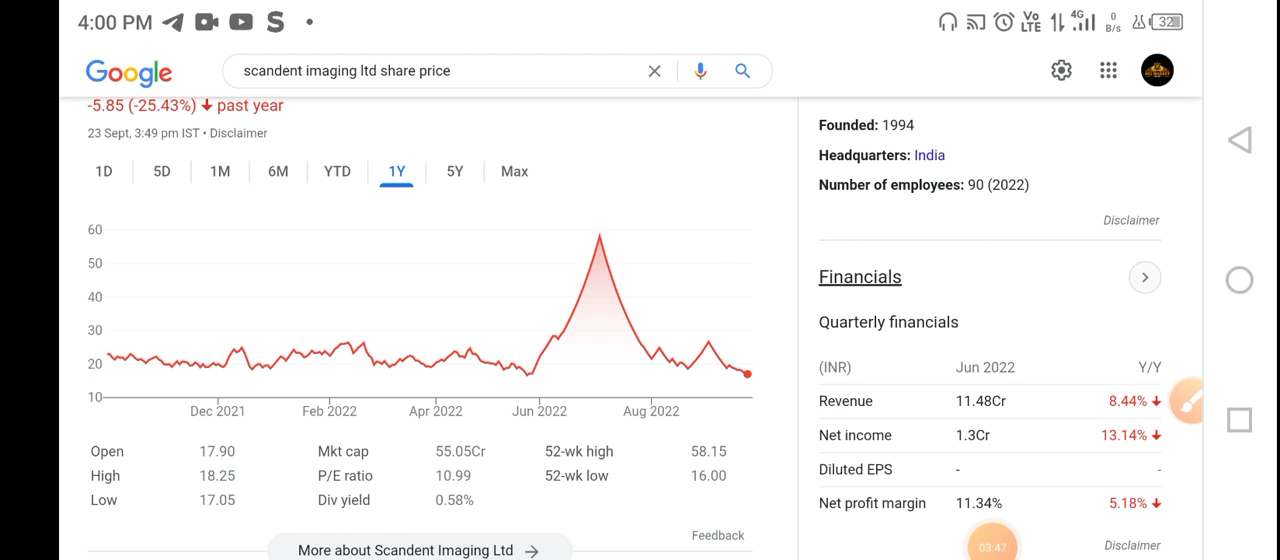 4:00 PM
Vo LTE 4G 0 B/s 32
Google
scandent imaging ltd share price
-5.85 (-25.43%) past year
23 Sept, 3:49 pm IST • Disclaimer
1D 5D 1M 6M YTD 1Y 5Y Max
60
50
40
30
20
10
Dec 2021 Feb 2022 Apr 2022 Jun 2022 Aug 2022
Open 17.90 Mkt cap 55.05Cr 52-wk high 58.15
High 18.25 P/E ratio 10.99 52-wk low 16.00
Low 17.05 Div yield 0.58%
Feedback
More about Scandent Imaging Ltd
Founded: 1994
Headquarters: India
Number of employees: 90 (2022)
Disclaimer
Financials
Quarterly financials
(INR) Jun 2022 Y/Y
Revenue 11.48Cr 8.44%
Net income 1.3Cr 13.14%
Diluted EPS - -
Net profit margin 11.34% 5.18%
03:47
Disclaimer